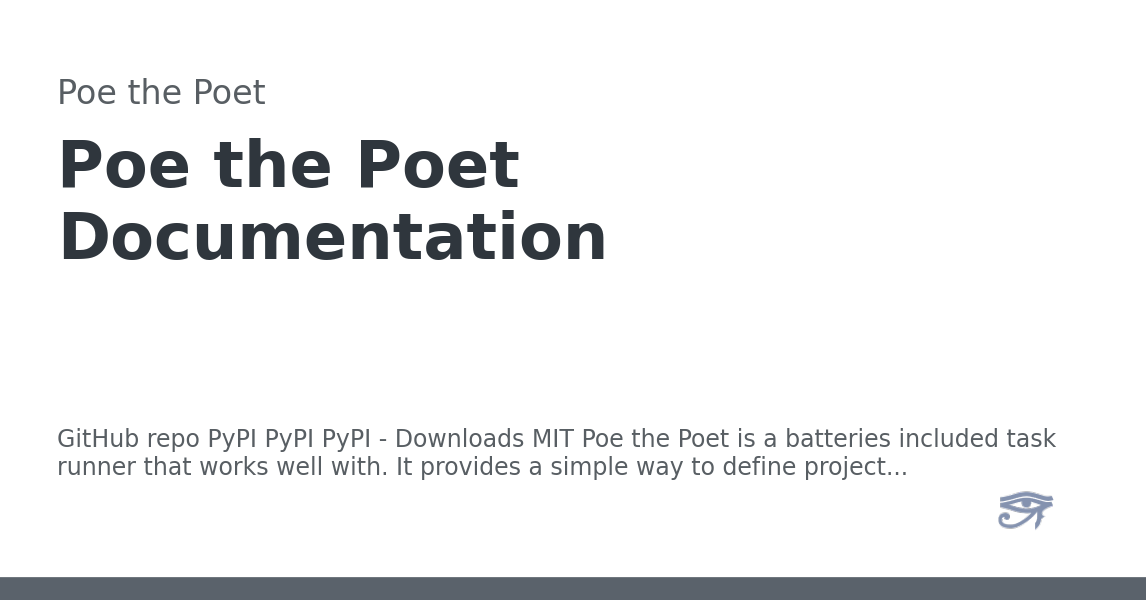 Poe the Poet
Poe the Poet
Documentation
GitHub repo PyPI PyPI PyPI - Downloads MIT Poe the Poet is a batteries included task
runner that works well with. It provides a simple way to define project...